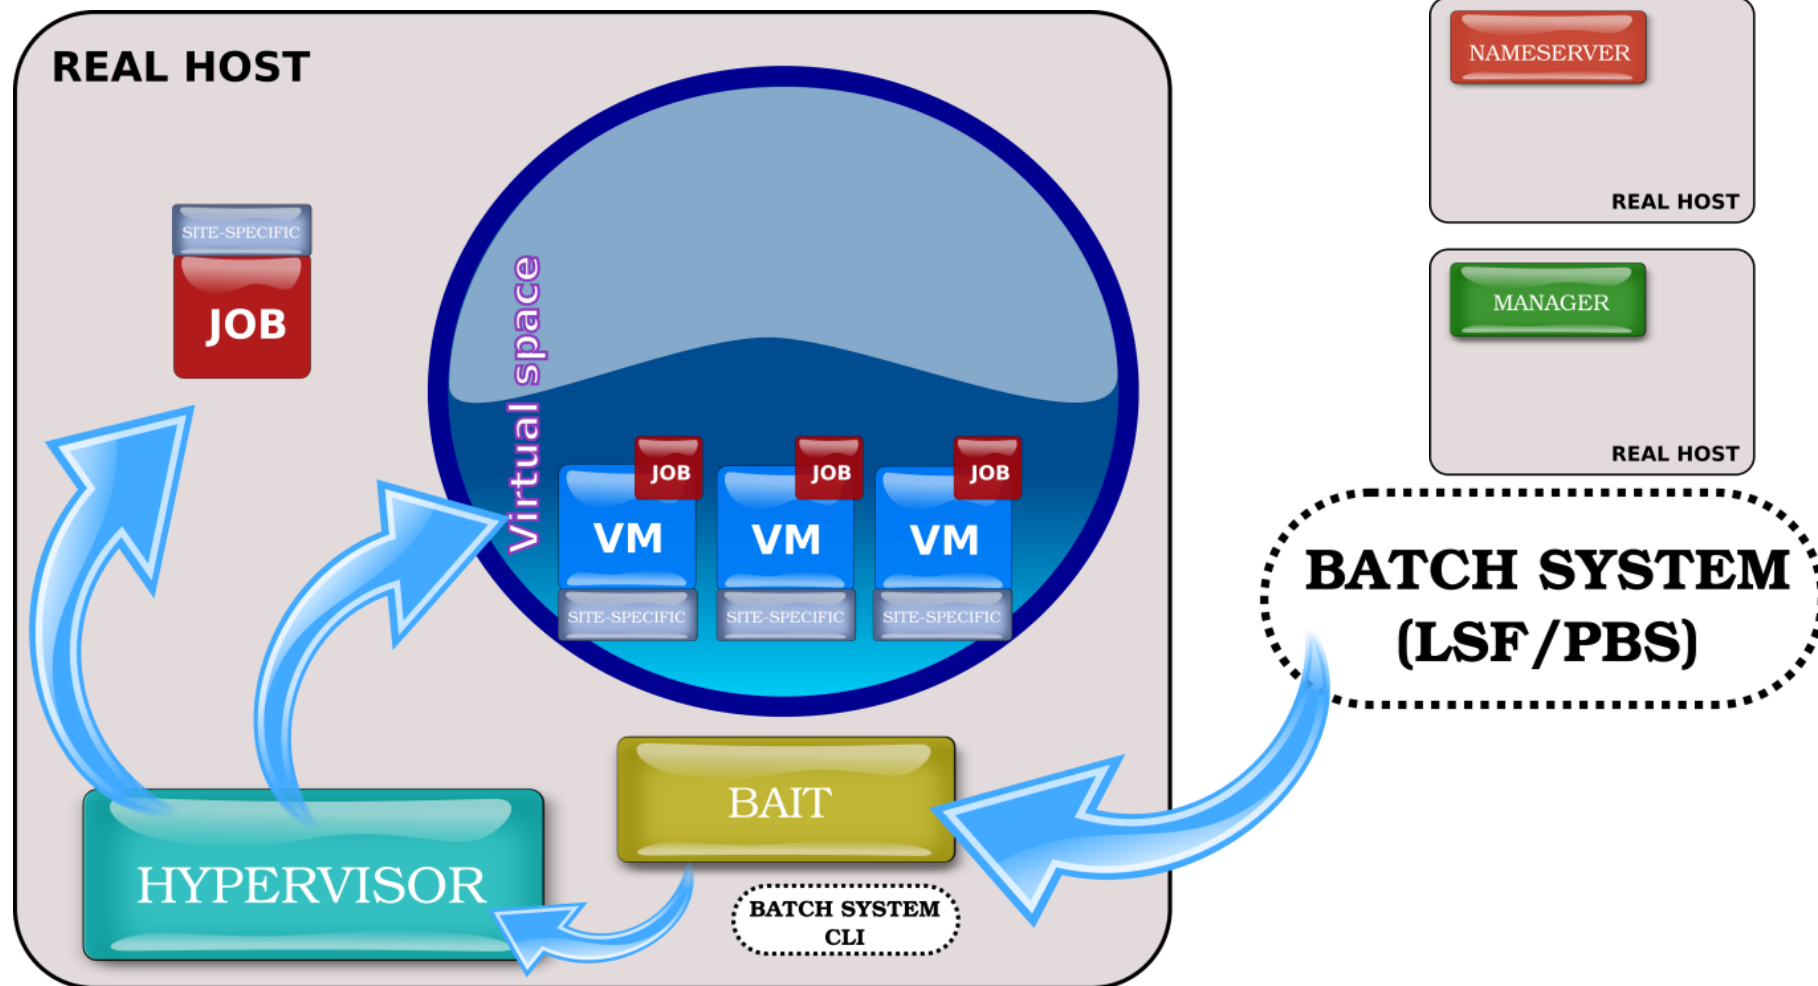 REAL HOST
SITE-SPECIFIC
JOB
Virtual space
JOB
JOB
JOB
VM
VM
VM
SITE-SPECIFIC
SITE-SPECIFIC
SITE-SPECIFIC
BAIT
HYPERVISOR
BATCH SYSTEM
CLI
NAMESERVER
REAL HOST
MANAGER
REAL HOST
BATCH SYSTEM
(LSF/PBS)